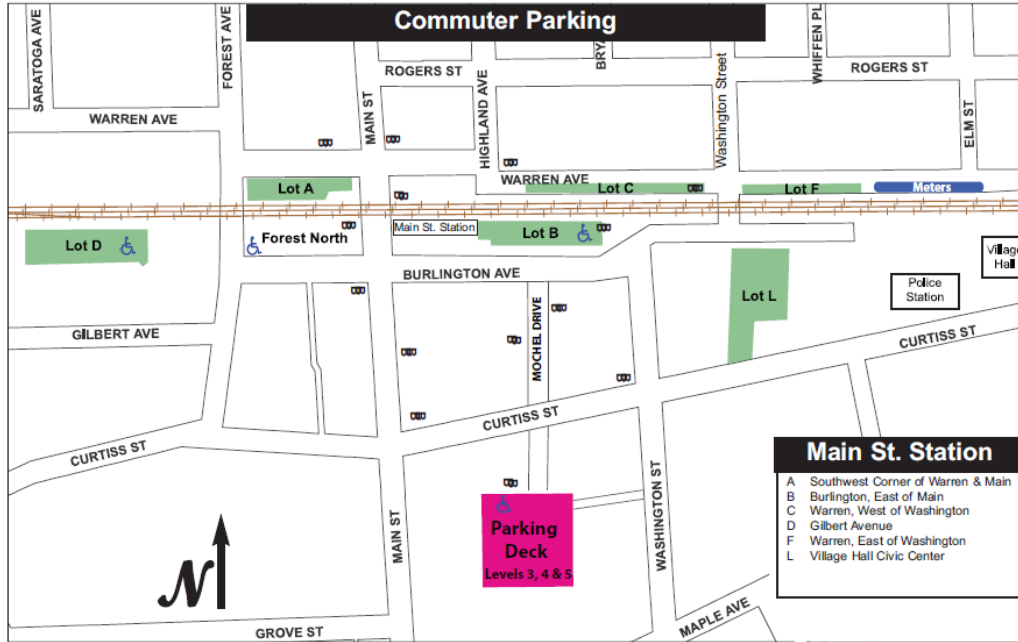 Commuter Parking
SARATOGA AVE
FOREST AVE
MAIN ST
ROGERS ST
HIGHLAND AVE
BRYA
Washington Street
WHIFFEN PL
ROGERS ST
ELM ST
WARREN AVE
WARREN AVE
Lot A
Lot C
Lot F
Meters
Lot D
Forest North
Main St. Station
Lot B
BURLINGTON AVE
Lot L
Village
Hall
Police
Station
GILBERT AVE
MOCHEL DRIVE
CURTISS ST
CURTISS ST
CURTISS ST
MAIN ST
WASHINGTON ST
Parking
Deck
Levels 3, 4 & 5
N
GROVE ST
MAPLE AVE
Main St. Station
A Southwest Corner of Warren & Main
B Burlington, East of Main
C Warren, West of Washington
D Gilbert Avenue
F Warren, East of Washington
L Village Hall Civic Center